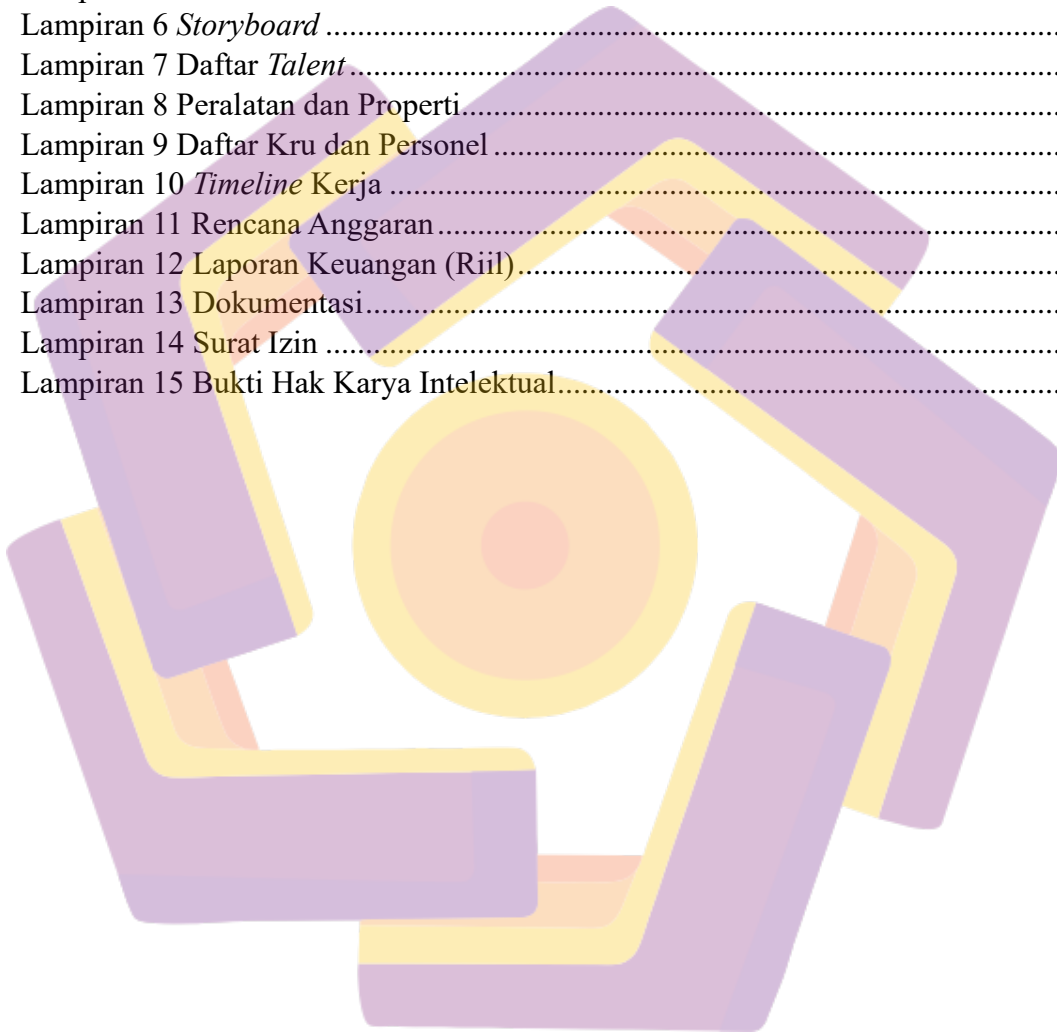 Lampiran 6 Storyboard ........................................................................................
Lampiran 7 Daftar Talent .....................................................................................
Lampiran 8 Peralatan dan Properti.......................................................................
Lampiran 9 Daftar Kru dan Personel ...................................................................
Lampiran 10 Timeline Kerja ................................................................................
Lampiran 11 Rencana Anggaran..........................................................................
Lampiran 12 Laporan Keuangan (Riil)................................................................
Lampiran 13 Dokumentasi...................................................................................
Lampiran 14 Surat Izin ........................................................................................
Lampiran 15 Bukti Hak Karya Intelektual...........................................................